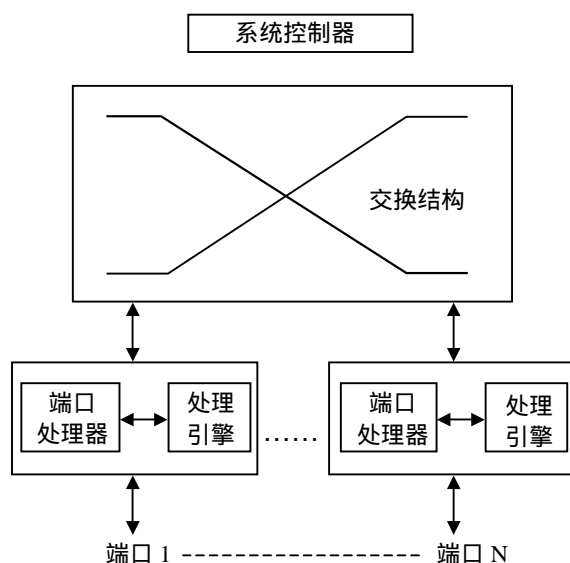 系统控制器
交换结构
端口
处理器
处理
引擎
……
端口
处理器
处理
引擎
端口 1
端口 N